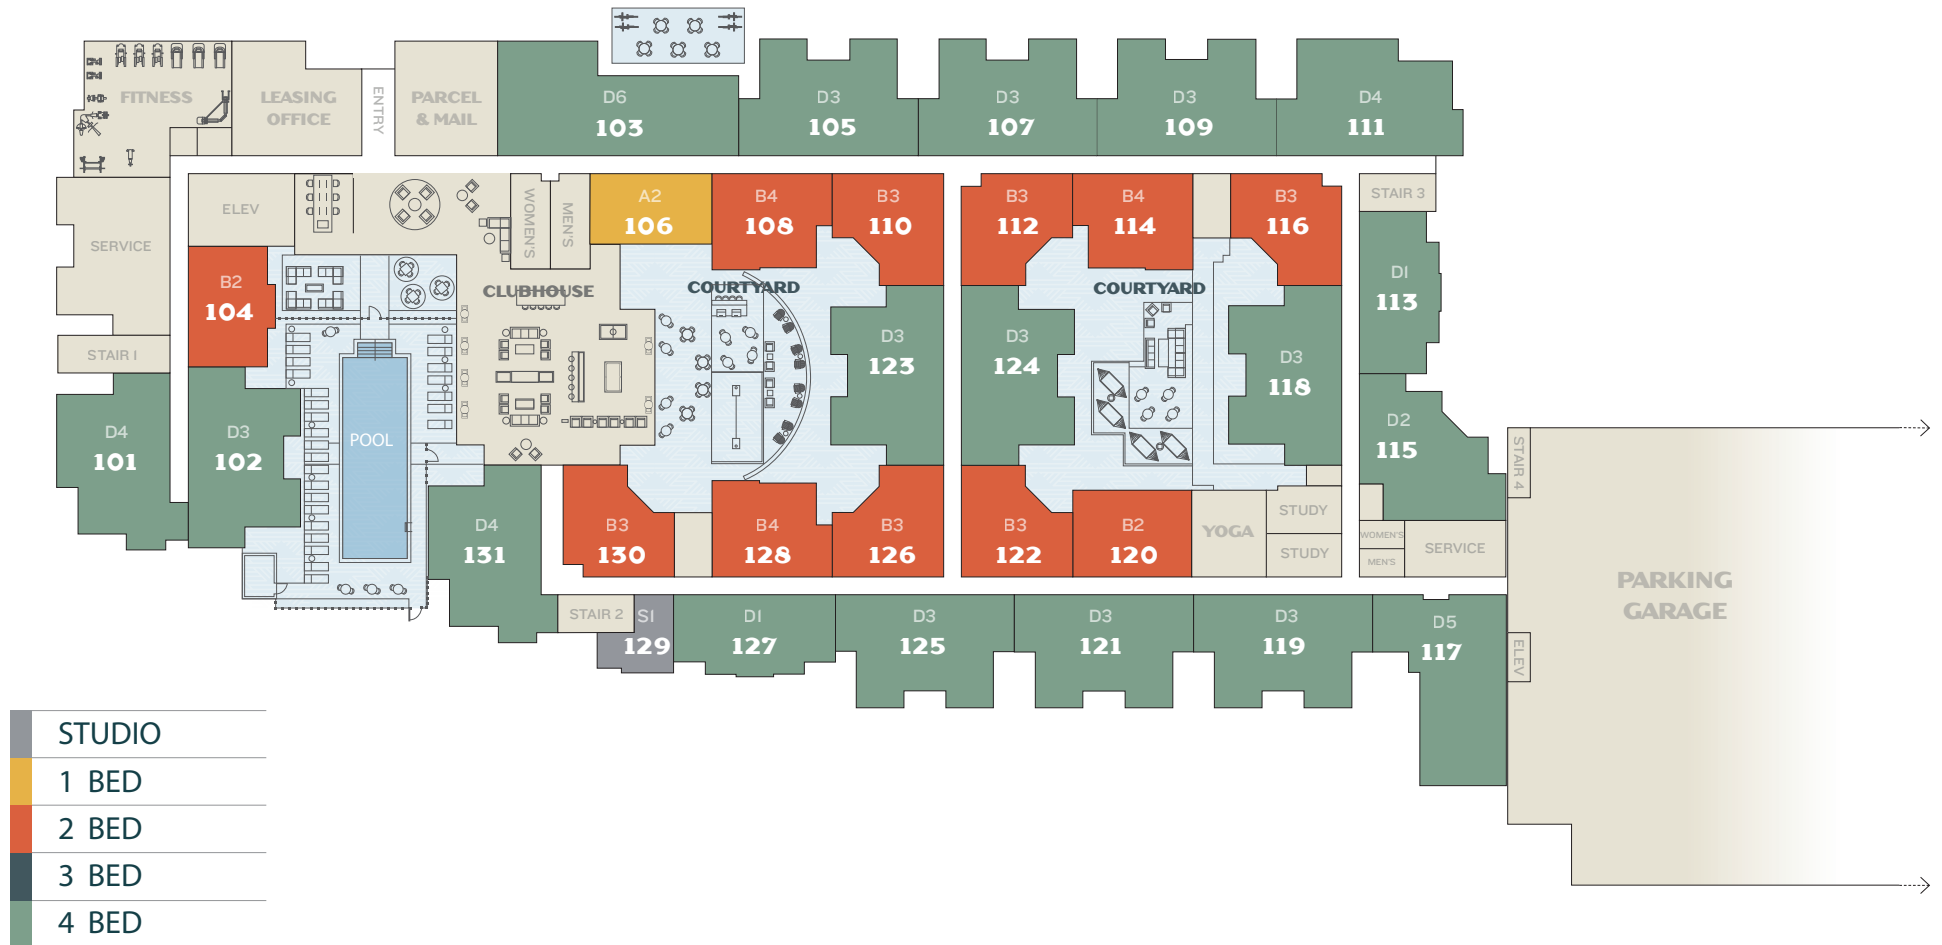 FITNESS
LEASING
OFFICE
ENTRY
PARCEL
& MAIL
D6
103
D3
105
D3
107
D3
109
D4
111
SERVICE
ELEV
WOMEN'S
MEN'S
A2
106
B4
108
B3
110
B3
112
B4
114
B3
116
STAIR 3
B2
104
CLUBHOUSE
COURTYARD
COURTYARD
D1
113
STAIR 1
D3
123
D3
124
D3
118
D4
101
D3
102
POOL
D2
115
STAIR 4
D4
131
B3
130
B4
128
B3
126
B3
122
B2
120
YOGA
STUDY
STUDY
WOMEN'S
MEN'S
SERVICE
PARKING
GARAGE
STAIR 2
S1
129
D1
127
D3
125
D3
121
D3
119
D5
117
ELEV
STUDIO
1 BED
2 BED
3 BED
4 BED